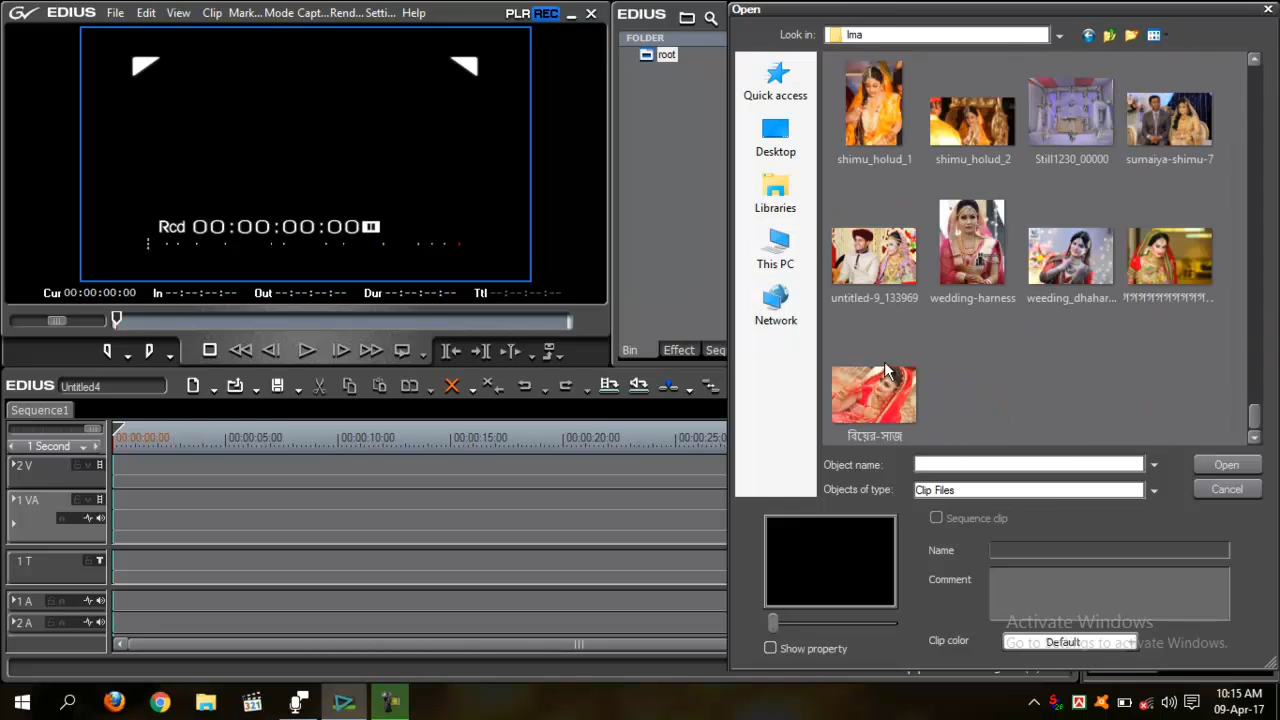 EDIUS File Edit View Clip Mark... Mode Capt... Rend... Setti... Help PLR REC
Rcd 00:00:00:00
Cur 00:00:00:00 In --:--:--:-- Out --:--:--:-- Dur --:--:--:-- Ttl --:--:--:--
EDIUS
FOLDER
root
Bin Effect Seq
Open
Look in: Ima
Quick access
Desktop
Libraries
This PC
Network
shimu_holud_1 shimu_holud_2 Still1230_00000 sumaiya-shimu-7
untitled-9_133969 wedding-harness weeding_dhahar...
বিয়ের-সাজ
Object name: Open
Objects of type: Clip Files Cancel
Sequence clip
Name
Comment
Clip color Default
Show property
Activate Windows
Go to Settings to activate Windows.
EDIUS Untitled4
Sequence1
1 Second 00:00:00:00 00:00:05:00 00:00:10:00 00:00:15:00 00:00:20:00 00:00:25:0
2 V
1 VA
1 T T
1 A
2 A
321
10:15 AM
09-Apr-17